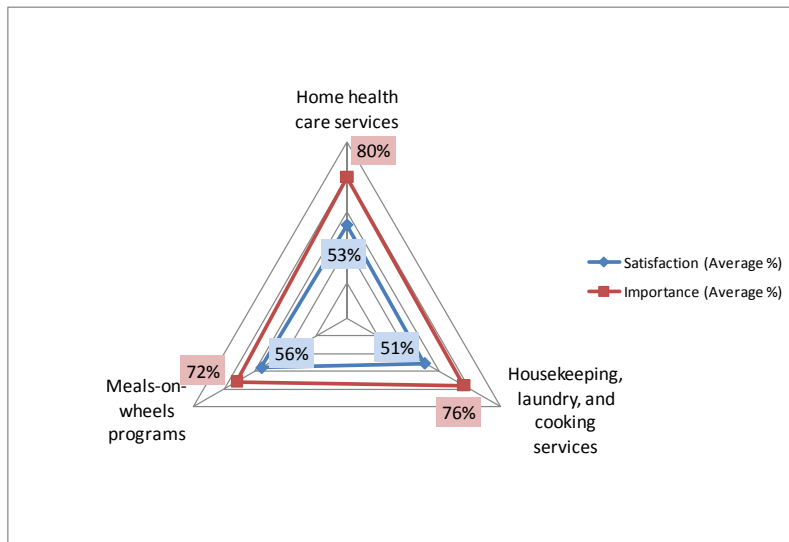 Home health
care services
80%
53%
Satisfaction (Average %)
Importance (Average %)
72%
56%
51%
Meals-on-
wheels
programs
76%
Housekeeping,
laundry, and
cooking
services